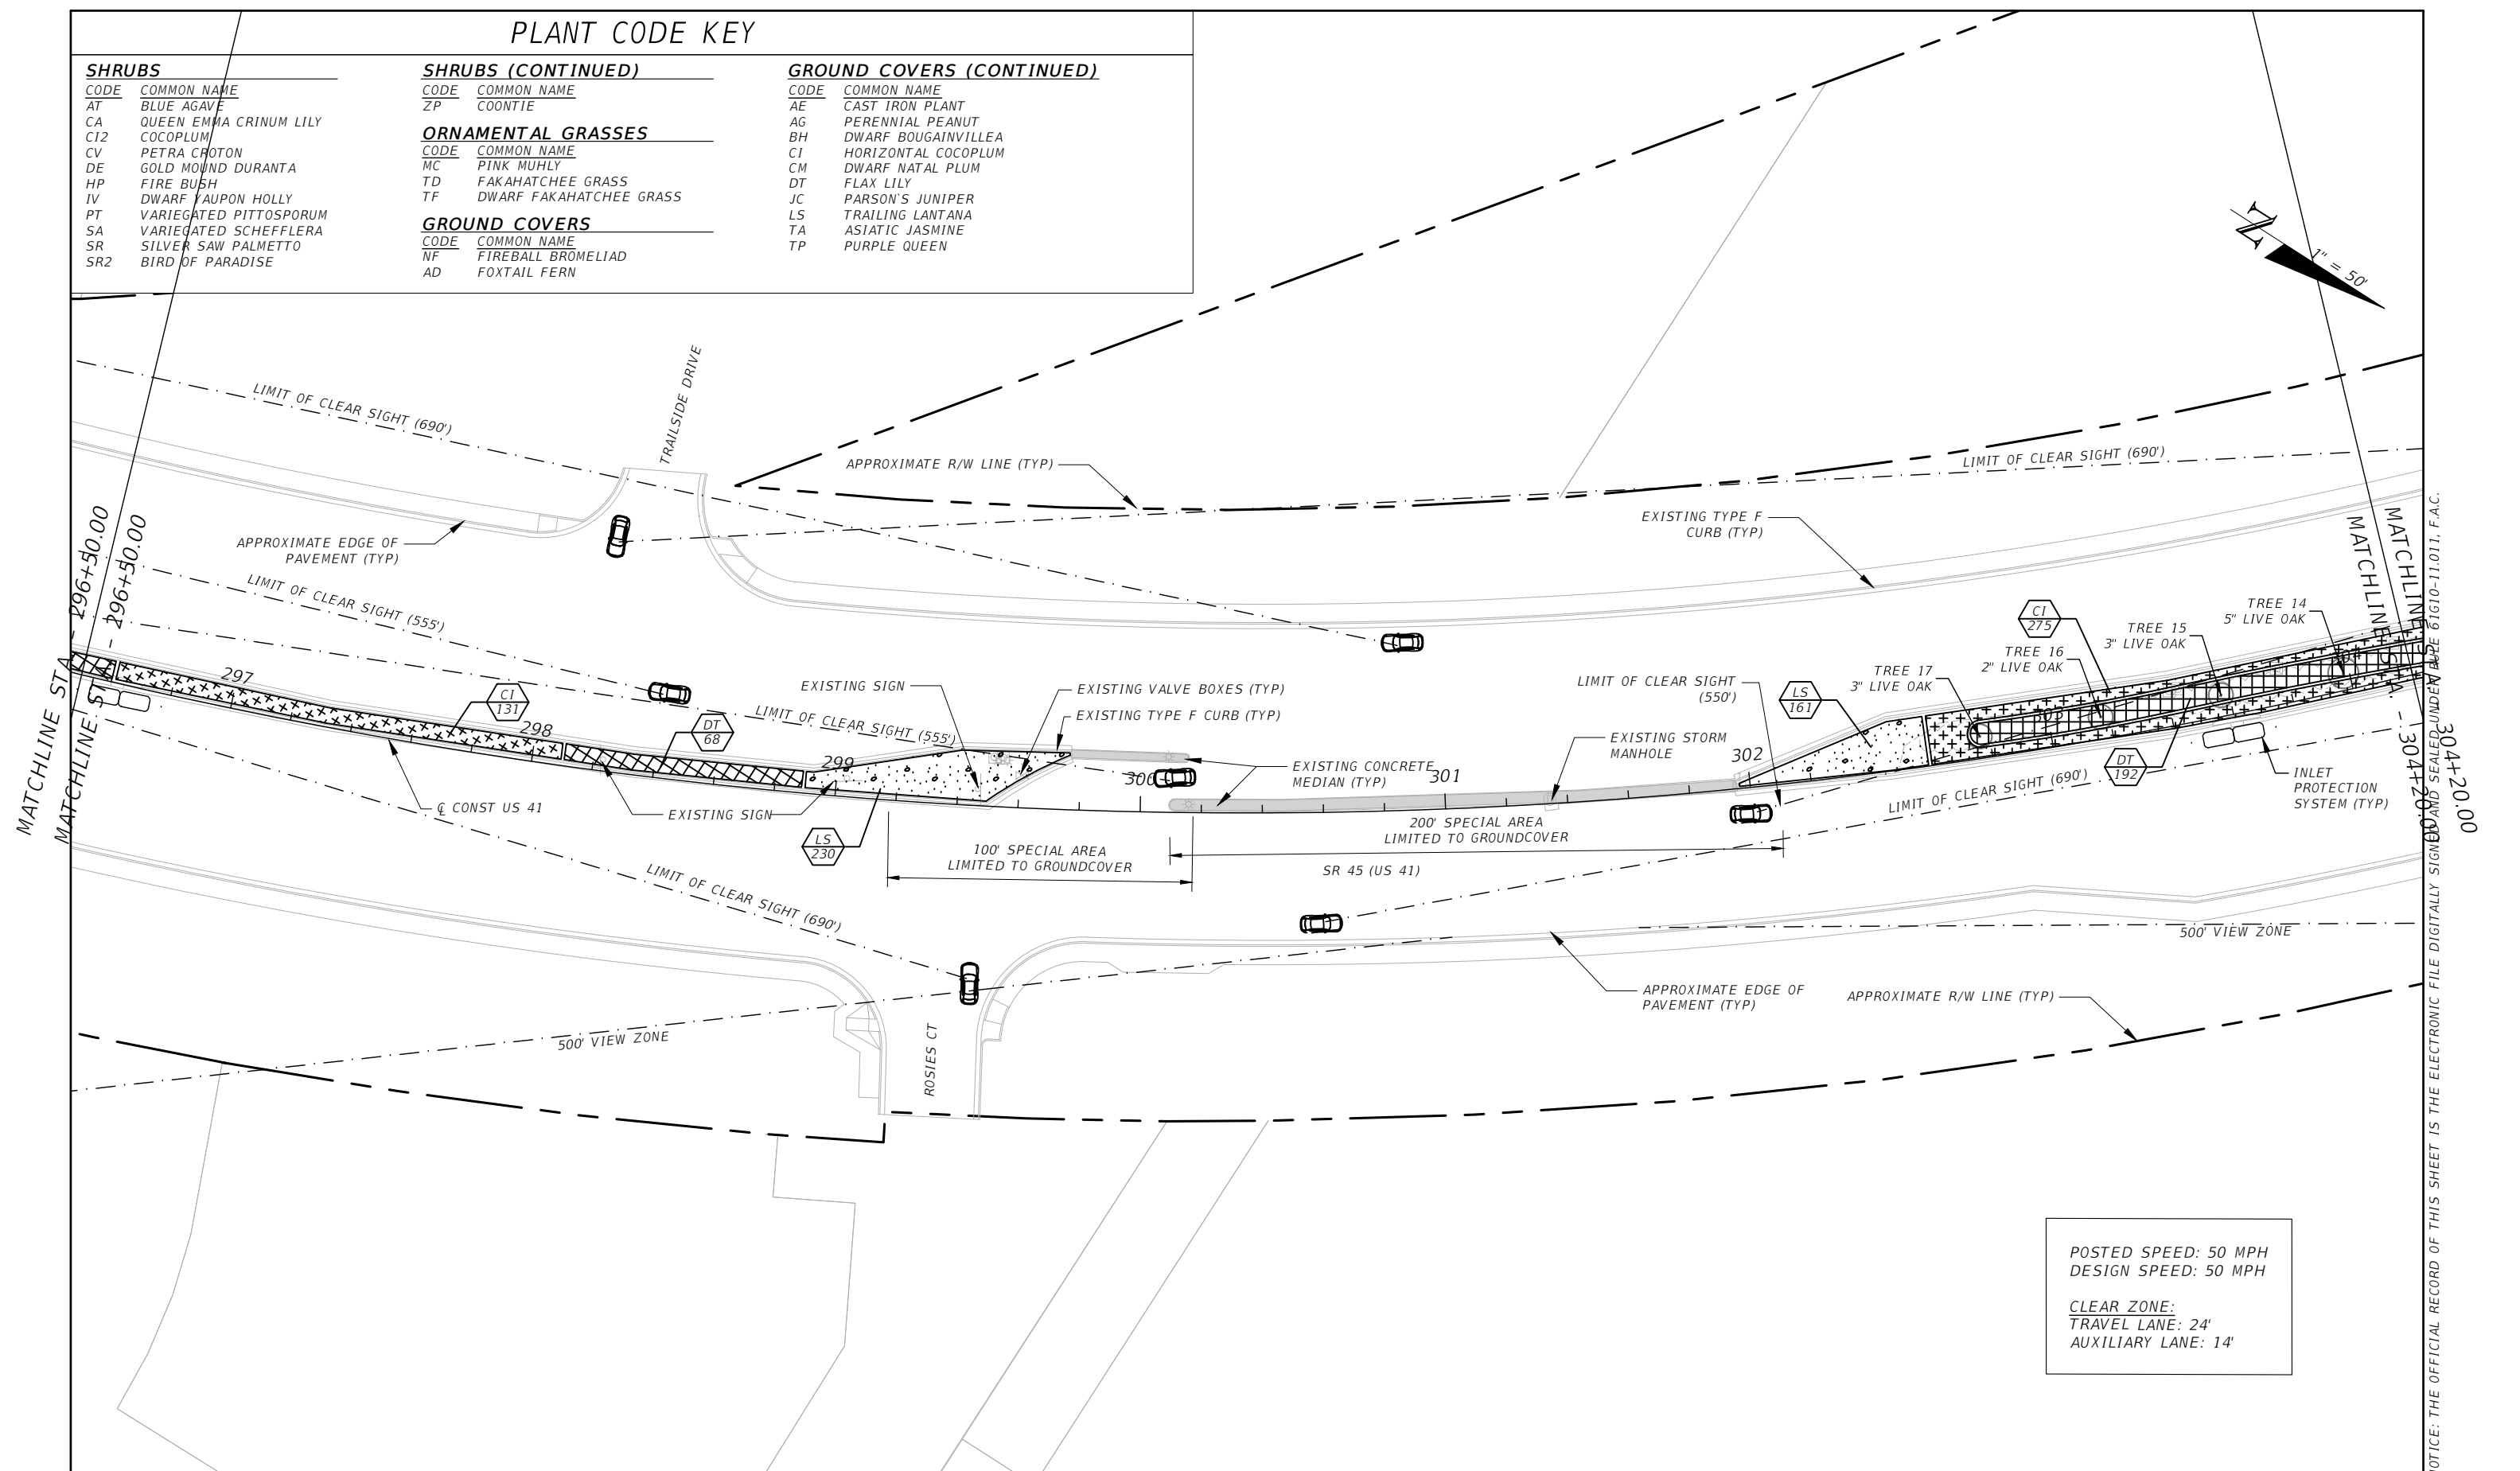 PLANT CODE KEY
SHRUBS
CODE COMMON NAME
AT BLUE AGAVE
CA QUEEN EMMA CRINUM LILY
CI2 COCOPLUM
CV PETRA CROTON
DE GOLD MOUND DURANTA
HP FIRE BUSH
IV DWARF YAUPON HOLLY
PT VARIEGATED PITTOSPORUM
SA VARIEGATED SCHEFFLERA
SR SILVER SAW PALMETTO
SR2 BIRD OF PARADISE
SHRUBS (CONTINUED)
CODE COMMON NAME
ZP COONTIE
ORNAMENTAL GRASSES
CODE COMMON NAME
MC PINK MUHLY
TD FAKAHATCHEE GRASS
TF DWARF FAKAHATCHEE GRASS
GROUND COVERS
CODE COMMON NAME
NF FIREBALL BROMELIAD
AD FOXTAIL FERN
GROUND COVERS (CONTINUED)
CODE COMMON NAME
AE CAST IRON PLANT
AG PERENNIAL PEANUT
BH DWARF BOUGAINVILLEA
CI HORIZONTAL COCOPLUM
CM DWARF NATAL PLUM
DT FLAX LILY
JC PARSON`S JUNIPER
LS TRAILING LANTANA
TA ASIATIC JASMINE
TP PURPLE QUEEN
N
1" = 50'
LIMIT OF CLEAR SIGHT (690')
TRAILSIDE DRIVE
APPROXIMATE R/W LINE (TYP)
LIMIT OF CLEAR SIGHT (690')
EXISTING TYPE F
CURB (TYP)
APPROXIMATE EDGE OF
PAVEMENT (TYP)
MATCHLINE STA. - 296+50.00
MATCHLINE STA. - 296+50.00
LIMIT OF CLEAR SIGHT (555')
MATCHLINE STA. - 304+20.00
MATCHLINE STA. - 304+20.00
CI
275
TREE 14
5" LIVE OAK
TREE 15
3" LIVE OAK
TREE 16
2" LIVE OAK
TREE 17
3" LIVE OAK
297
CI
131
298
DT
68
299
EXISTING SIGN
EXISTING VALVE BOXES (TYP)
EXISTING TYPE F CURB (TYP)
LIMIT OF CLEAR SIGHT (555')
LIMIT OF CLEAR SIGHT
(550')
LS
161
EXISTING STORM
MANHOLE
300
301
302
303
304
EXISTING CONCRETE
MEDIAN (TYP)
DT
192
INLET
PROTECTION
SYSTEM (TYP)
LIMIT OF CLEAR SIGHT (690')
℄ CONST US 41
EXISTING SIGN
LS
230
100' SPECIAL AREA
LIMITED TO GROUNDCOVER
200' SPECIAL AREA
LIMITED TO GROUNDCOVER
SR 45 (US 41)
LIMIT OF CLEAR SIGHT (690')
500' VIEW ZONE
APPROXIMATE EDGE OF
PAVEMENT (TYP)
APPROXIMATE R/W LINE (TYP)
500' VIEW ZONE
ROSIES CT
POSTED SPEED: 50 MPH
DESIGN SPEED: 50 MPH
CLEAR ZONE:
TRAVEL LANE: 24'
AUXILIARY LANE: 14'
OTICE: THE OFFICIAL RECORD OF THIS SHEET IS THE ELECTRONIC FILE DIGITALLY SIGNED AND SEALED UNDER RULE 61G10-11.011, F.A.C.